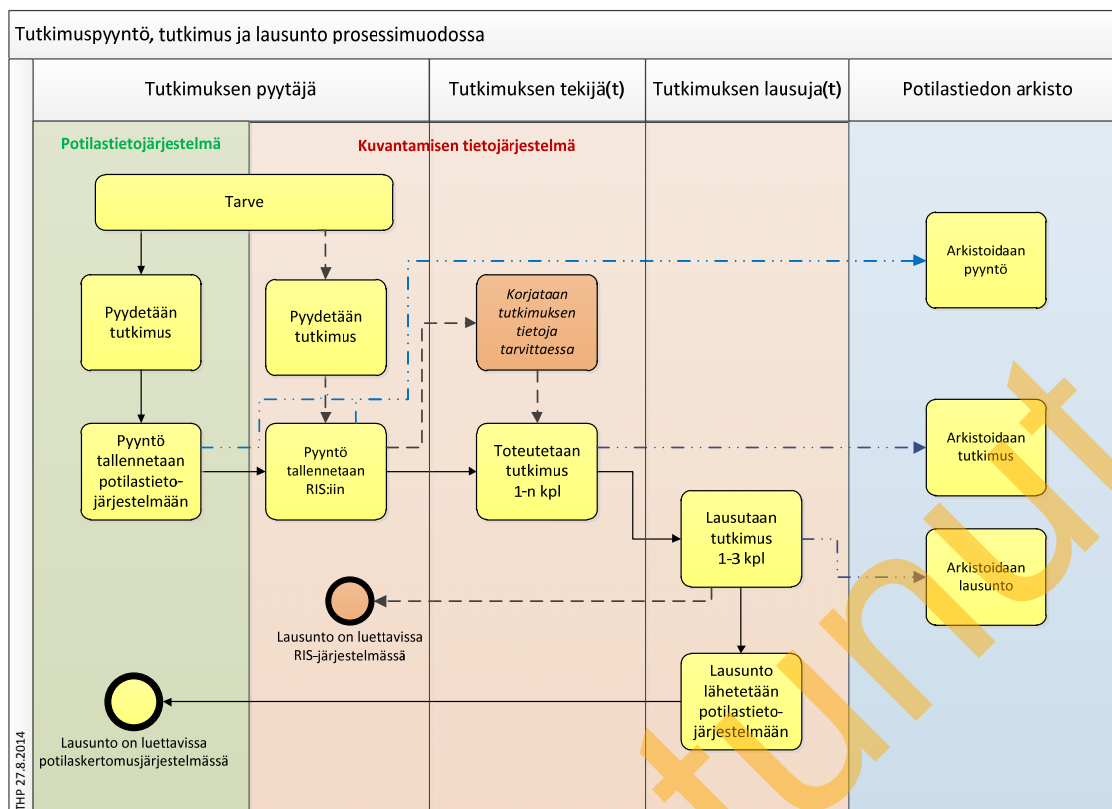 Tutkimuspyyntö, tutkimus ja lausunto prosessimuodossa
Tutkimuksen pyytäjä
Tutkimuksen tekijä(t)
Tutkimuksen lausuja(t)
Potilastiedon arkisto
Potilastietojärjestelmä
Kuvantamisen tietojärjestelmä
Tarve
Arkistoidaan
pyyntö
Pyydetään
tutkimus
Pyydetään
tutkimus
Korjataan
tutkimuksen
tietoja
tarvittaessa
Pyyntö
tallennetaan
potilastieto-
järjestelmään
Pyyntö
tallennetaan
RIS:iin
Toteutetaan
tutkimus
1-n kpl
Arkistoidaan
tutkimus
Lausutaan
tutkimus
1-3 kpl
Arkistoidaan
lausunto
Lausunto on luettavissa
RIS-järjestelmässä
Lausunto
lähetetään
potilastieto-
järjestelmään
Lausunto on luettavissa
potilaskertomusjärjestelmässä
THP 27.8.2014
tunut